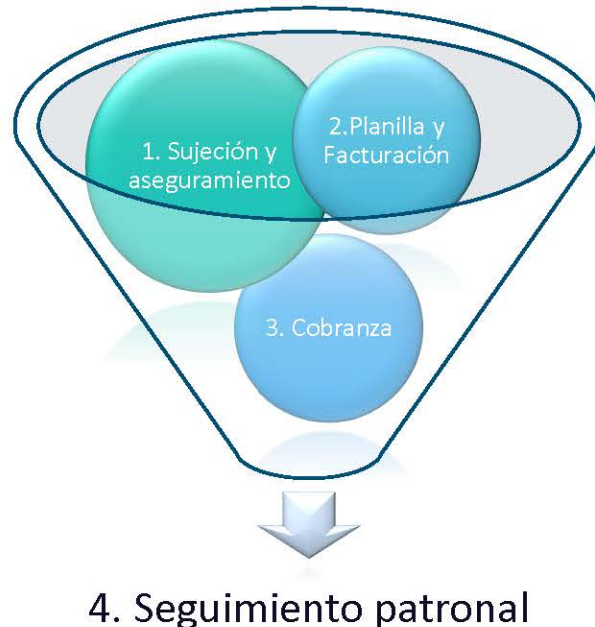 1. Sujeción y
aseguramiento
2.Planilla y
Facturación
3. Cobranza
4. Seguimiento patronal